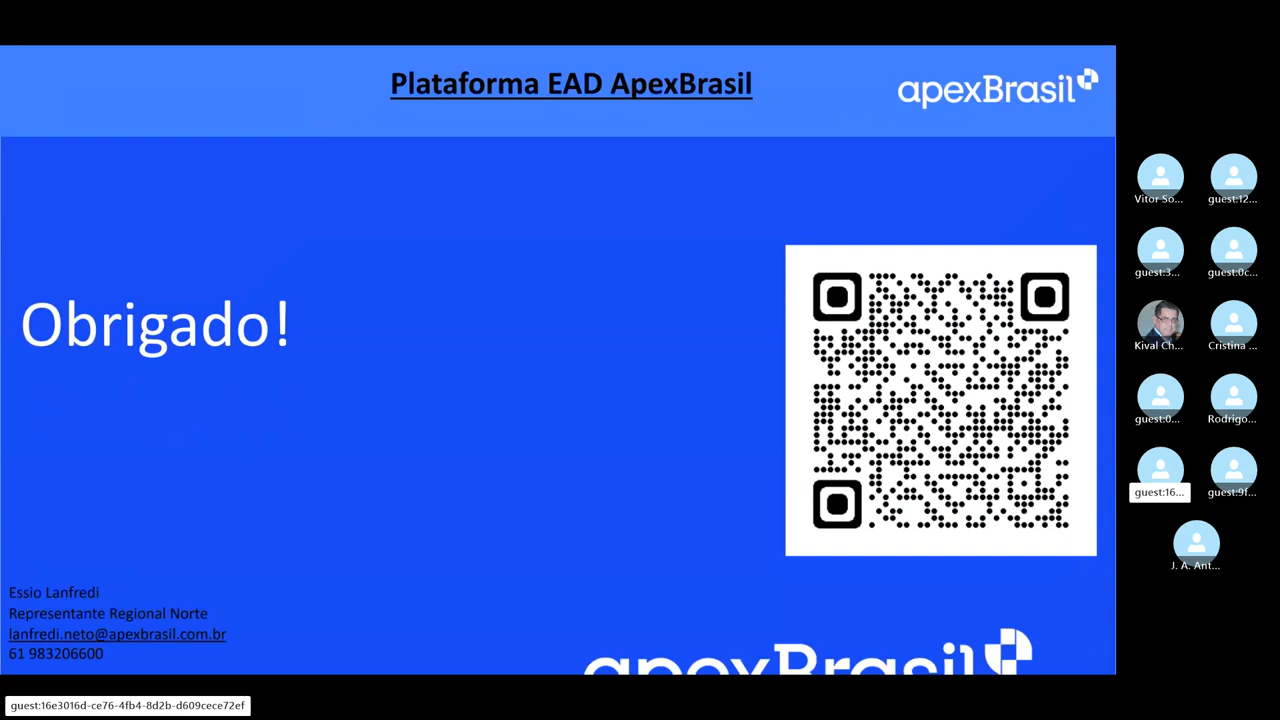 Plataforma EAD ApexBrasil
apexBrasil
Obrigado!
Essio Lanfredi
Representante Regional Norte
lanfredi.neto@apexbrasil.com.br
61 983206600
apexBrasil
Vitor So...
guest:12...
guest:3...
guest:0c...
Kival Ch...
Cristina ...
guest:0...
Rodrigo...
guest:16...
guest:9f...
J. A. Ant...
guest:16e3016d-ce76-4fb4-8d2b-d609cece72ef